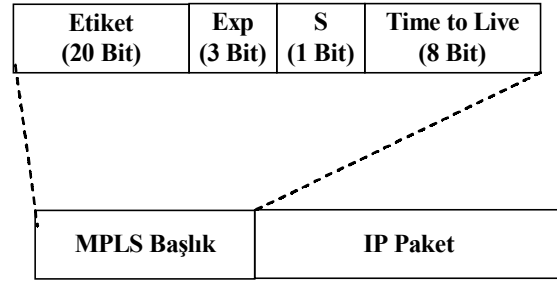 Etiket Exp S Time to Live
(20 Bit) (3 Bit) (1 Bit) (8 Bit)
MPLS Başlık IP Paket